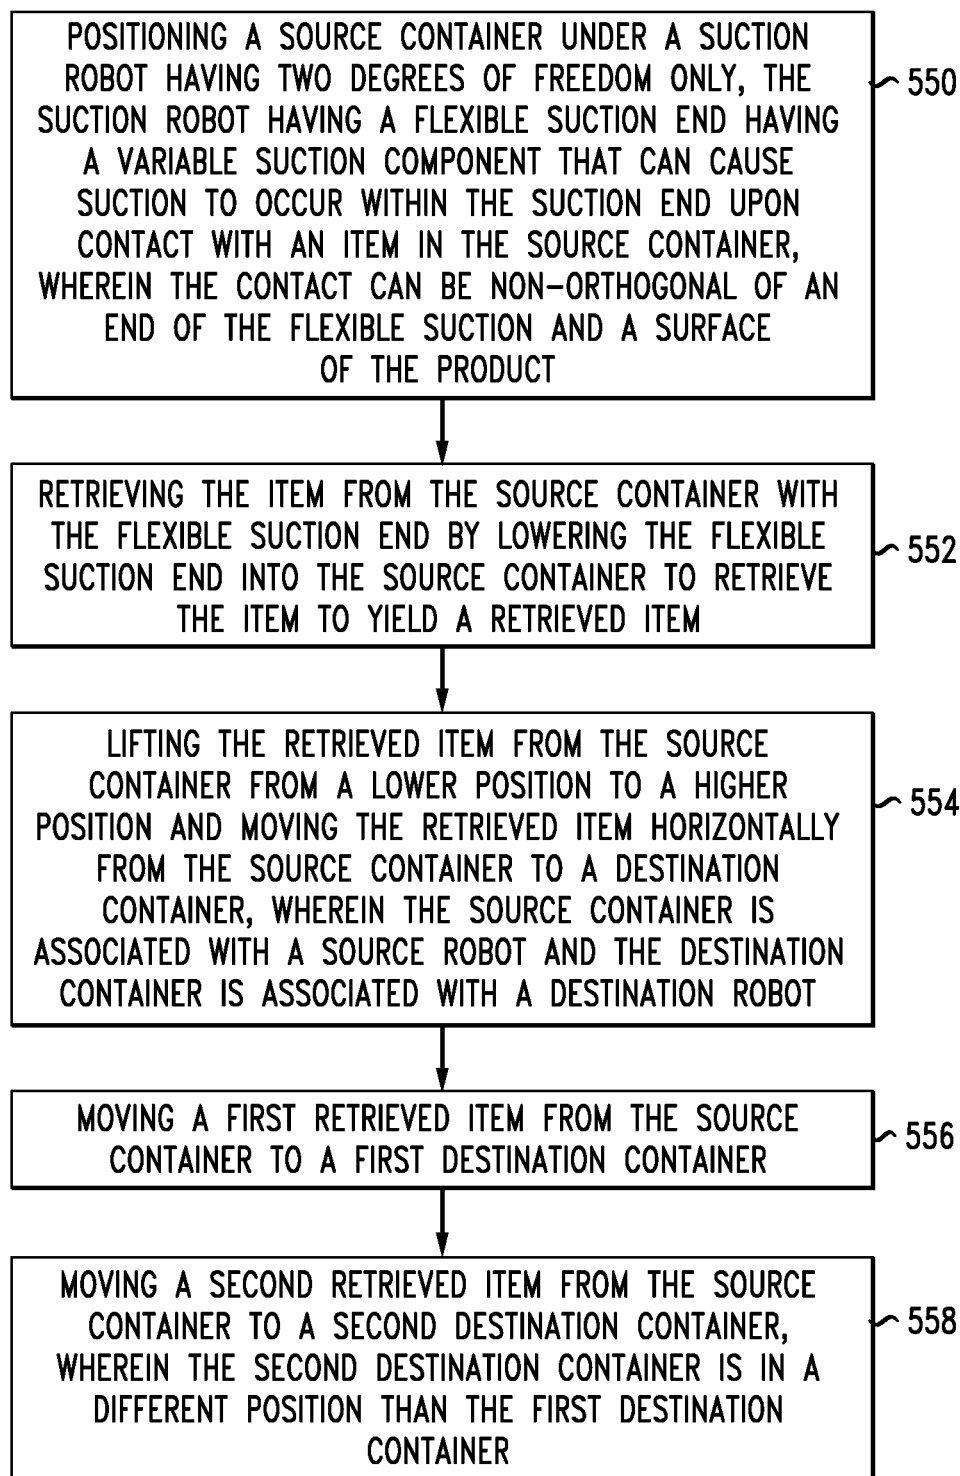 POSITIONING A SOURCE CONTAINER UNDER A SUCTION
ROBOT HAVING TWO DEGREES OF FREEDOM ONLY, THE
SUCTION ROBOT HAVING A FLEXIBLE SUCTION END HAVING
A VARIABLE SUCTION COMPONENT THAT CAN CAUSE
SUCTION TO OCCUR WITHIN THE SUCTION END UPON
CONTACT WITH AN ITEM IN THE SOURCE CONTAINER,
WHEREIN THE CONTACT CAN BE NON-ORTHOGONAL OF AN
END OF THE FLEXIBLE SUCTION AND A SURFACE
OF THE PRODUCT
550
RETRIEVING THE ITEM FROM THE SOURCE CONTAINER WITH
THE FLEXIBLE SUCTION END BY LOWERING THE FLEXIBLE
SUCTION END INTO THE SOURCE CONTAINER TO RETRIEVE
THE ITEM TO YIELD A RETRIEVED ITEM
552
LIFTING THE RETRIEVED ITEM FROM THE SOURCE
CONTAINER FROM A LOWER POSITION TO A HIGHER
POSITION AND MOVING THE RETRIEVED ITEM HORIZONTALLY
FROM THE SOURCE CONTAINER TO A DESTINATION
CONTAINER, WHEREIN THE SOURCE CONTAINER IS
ASSOCIATED WITH A SOURCE ROBOT AND THE DESTINATION
CONTAINER IS ASSOCIATED WITH A DESTINATION ROBOT
554
MOVING A FIRST RETRIEVED ITEM FROM THE SOURCE
CONTAINER TO A FIRST DESTINATION CONTAINER
556
MOVING A SECOND RETRIEVED ITEM FROM THE SOURCE
CONTAINER TO A SECOND DESTINATION CONTAINER,
WHEREIN THE SECOND DESTINATION CONTAINER IS IN A
DIFFERENT POSITION THAN THE FIRST DESTINATION
CONTAINER
558